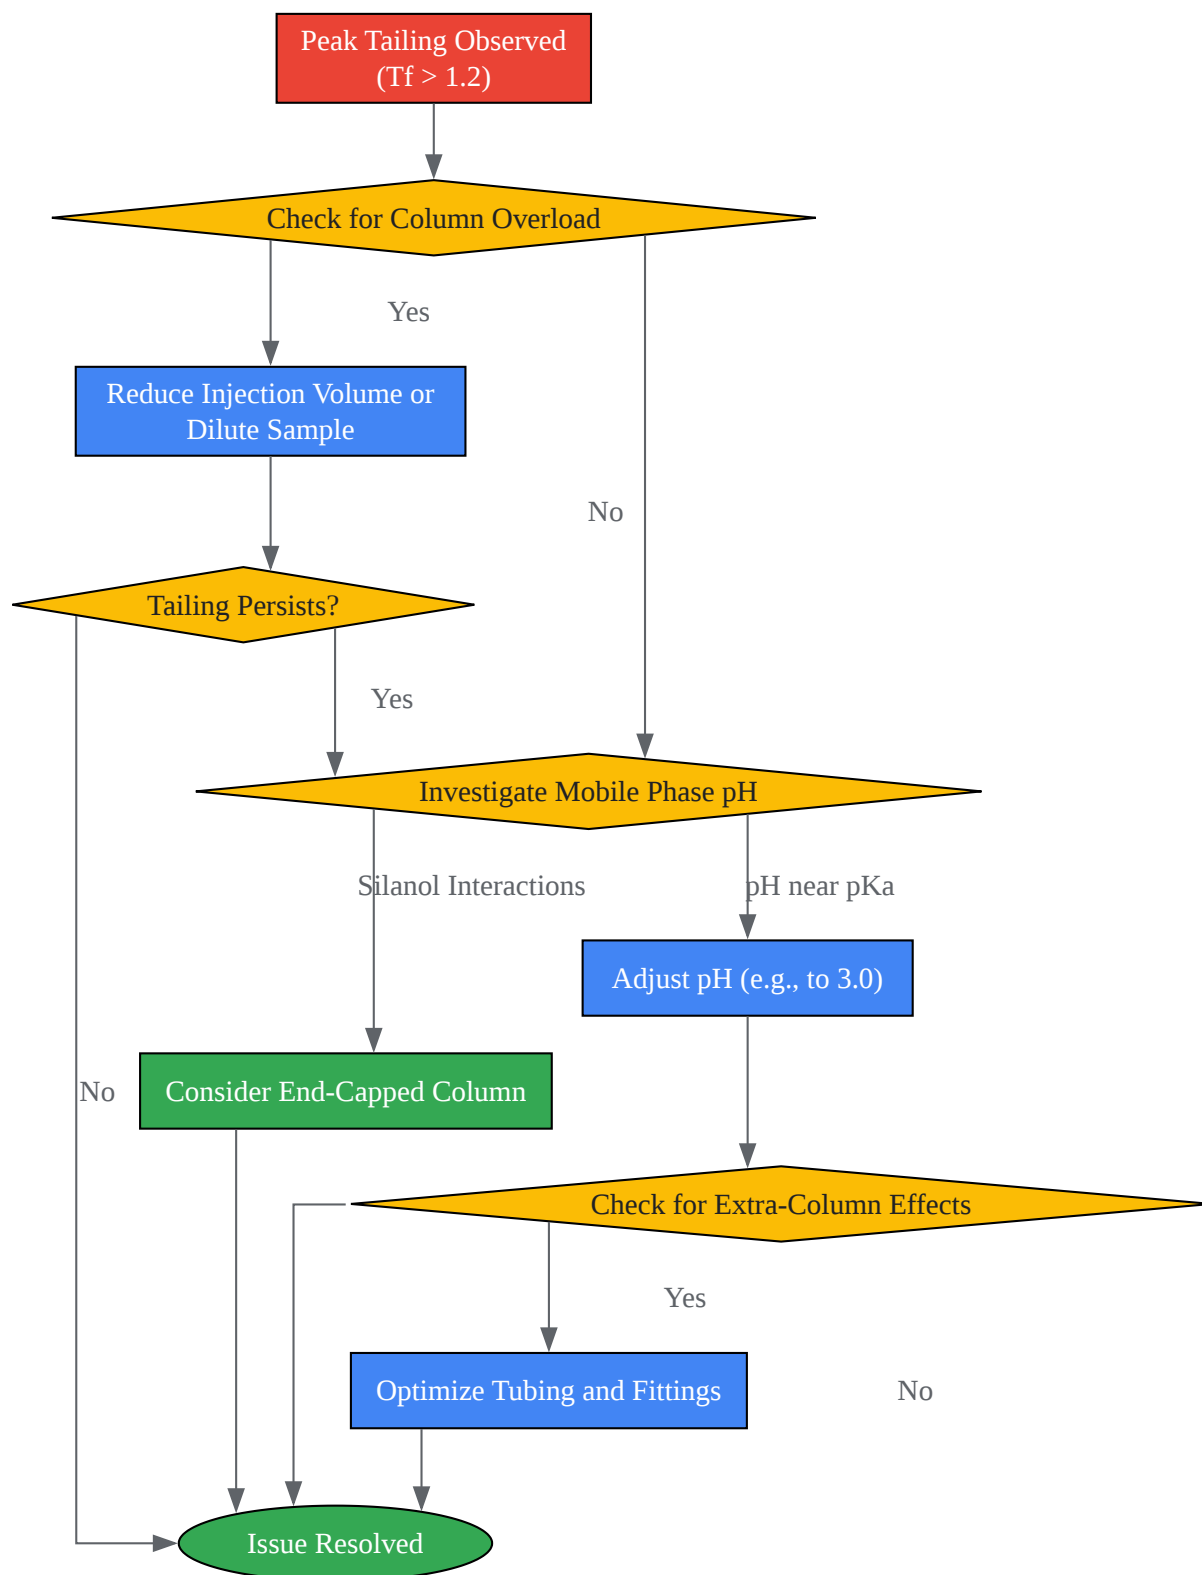 Peak Tailing Observed
(Tf > 1.2)
Check for Column Overload
Yes
Reduce Injection Volume or
Dilute Sample
No
Tailing Persists?
Yes
Investigate Mobile Phase pH
Silanol Interactions
pH near pKa
Adjust pH (e.g., to 3.0)
No
Consider End-Capped Column
Check for Extra-Column Effects
Yes
Optimize Tubing and Fittings
No
Issue Resolved